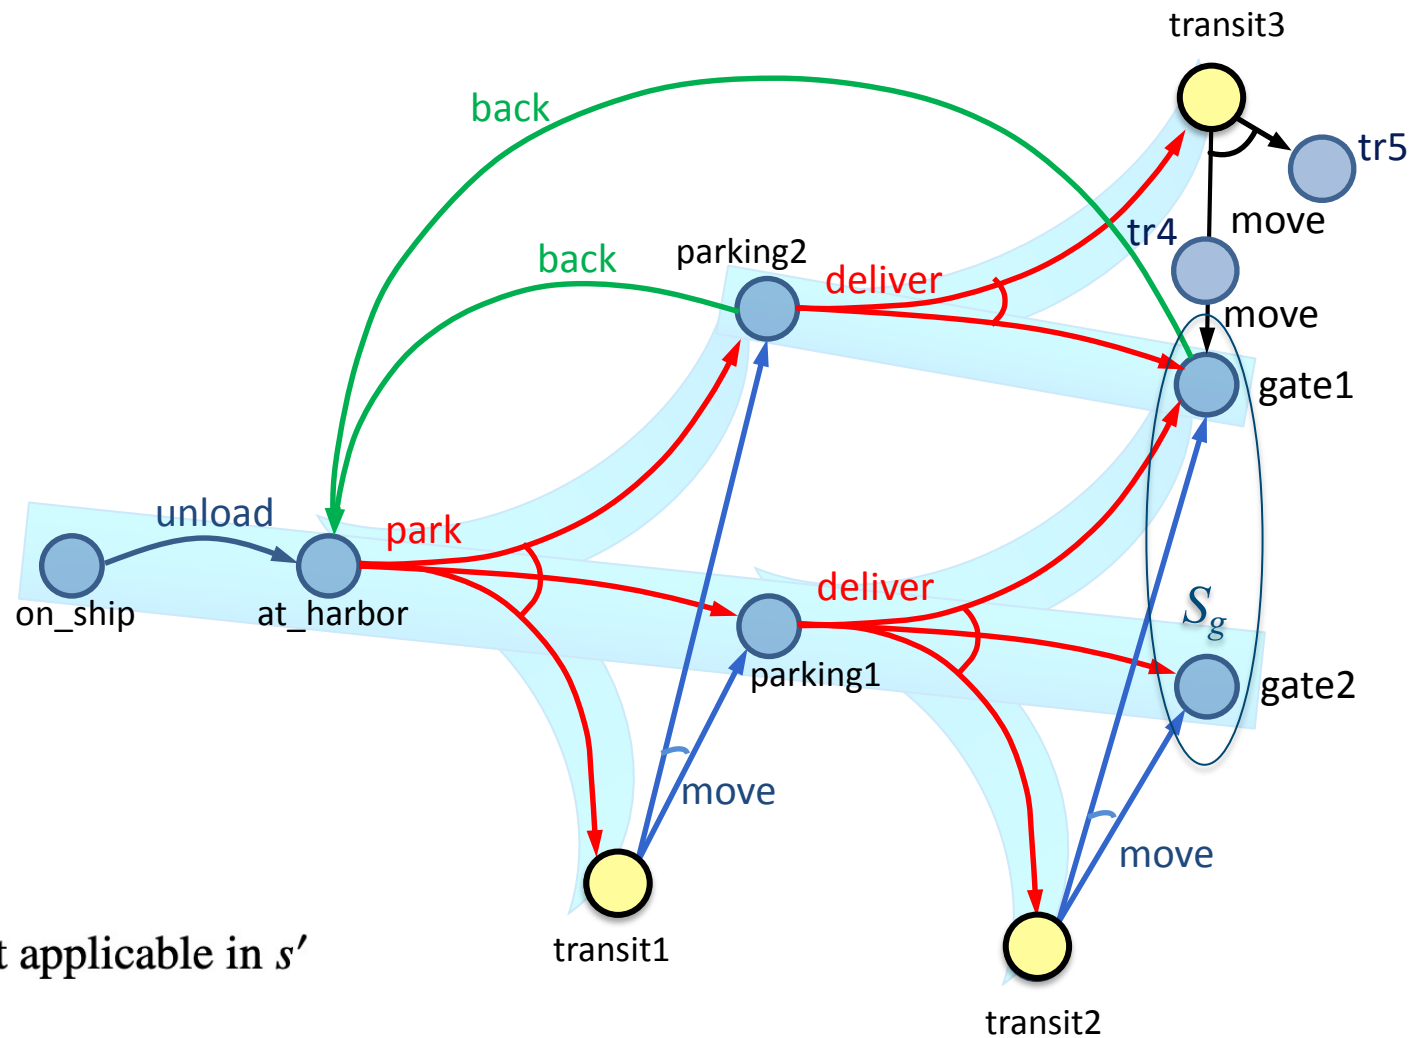 transit3
back
tr5
tr4
move
parking2
back
deliver
move
gate1
unload
park
deliver
S_g
on_ship
at_harbor
parking1
gate2
move
move
transit1
applicable in s′
transit2